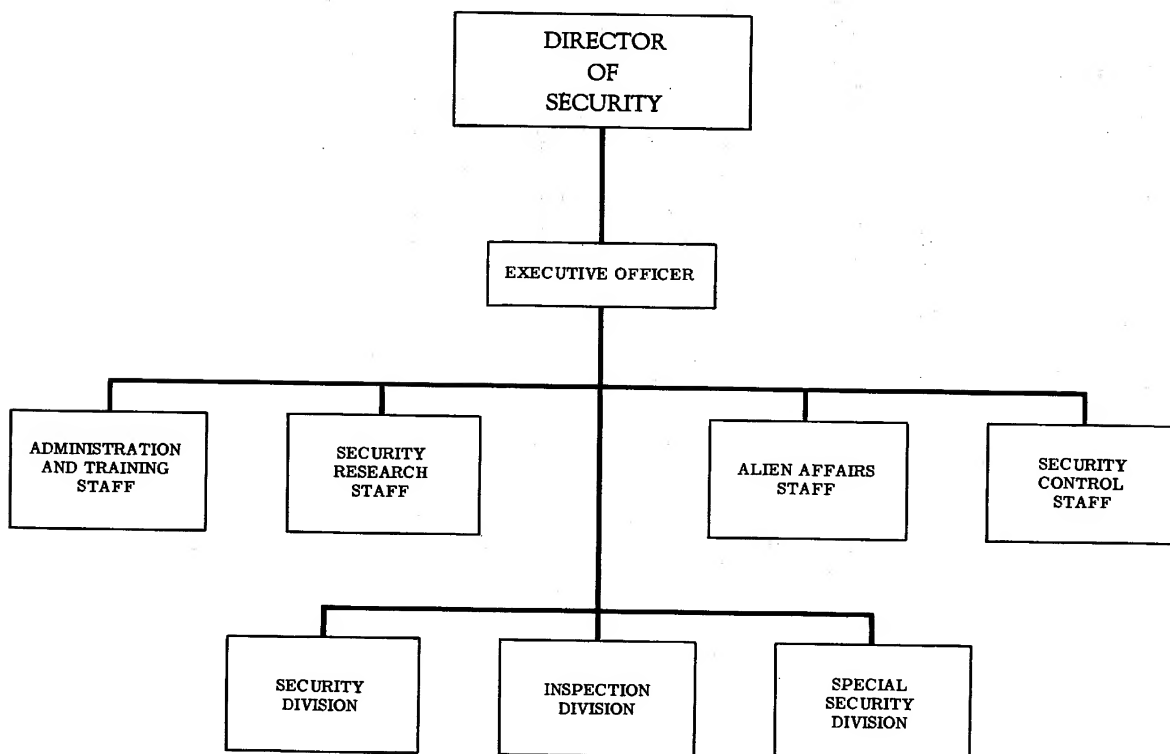 DIRECTOR
OF
SECURITY
EXECUTIVE OFFICER
ADMINISTRATION
AND TRAINING
STAFF
SECURITY
RESEARCH
STAFF
ALIEN AFFAIRS
STAFF
SECURITY
CONTROL
STAFF
SECURITY
DIVISION
INSPECTION
DIVISION
SPECIAL
SECURITY
DIVISION